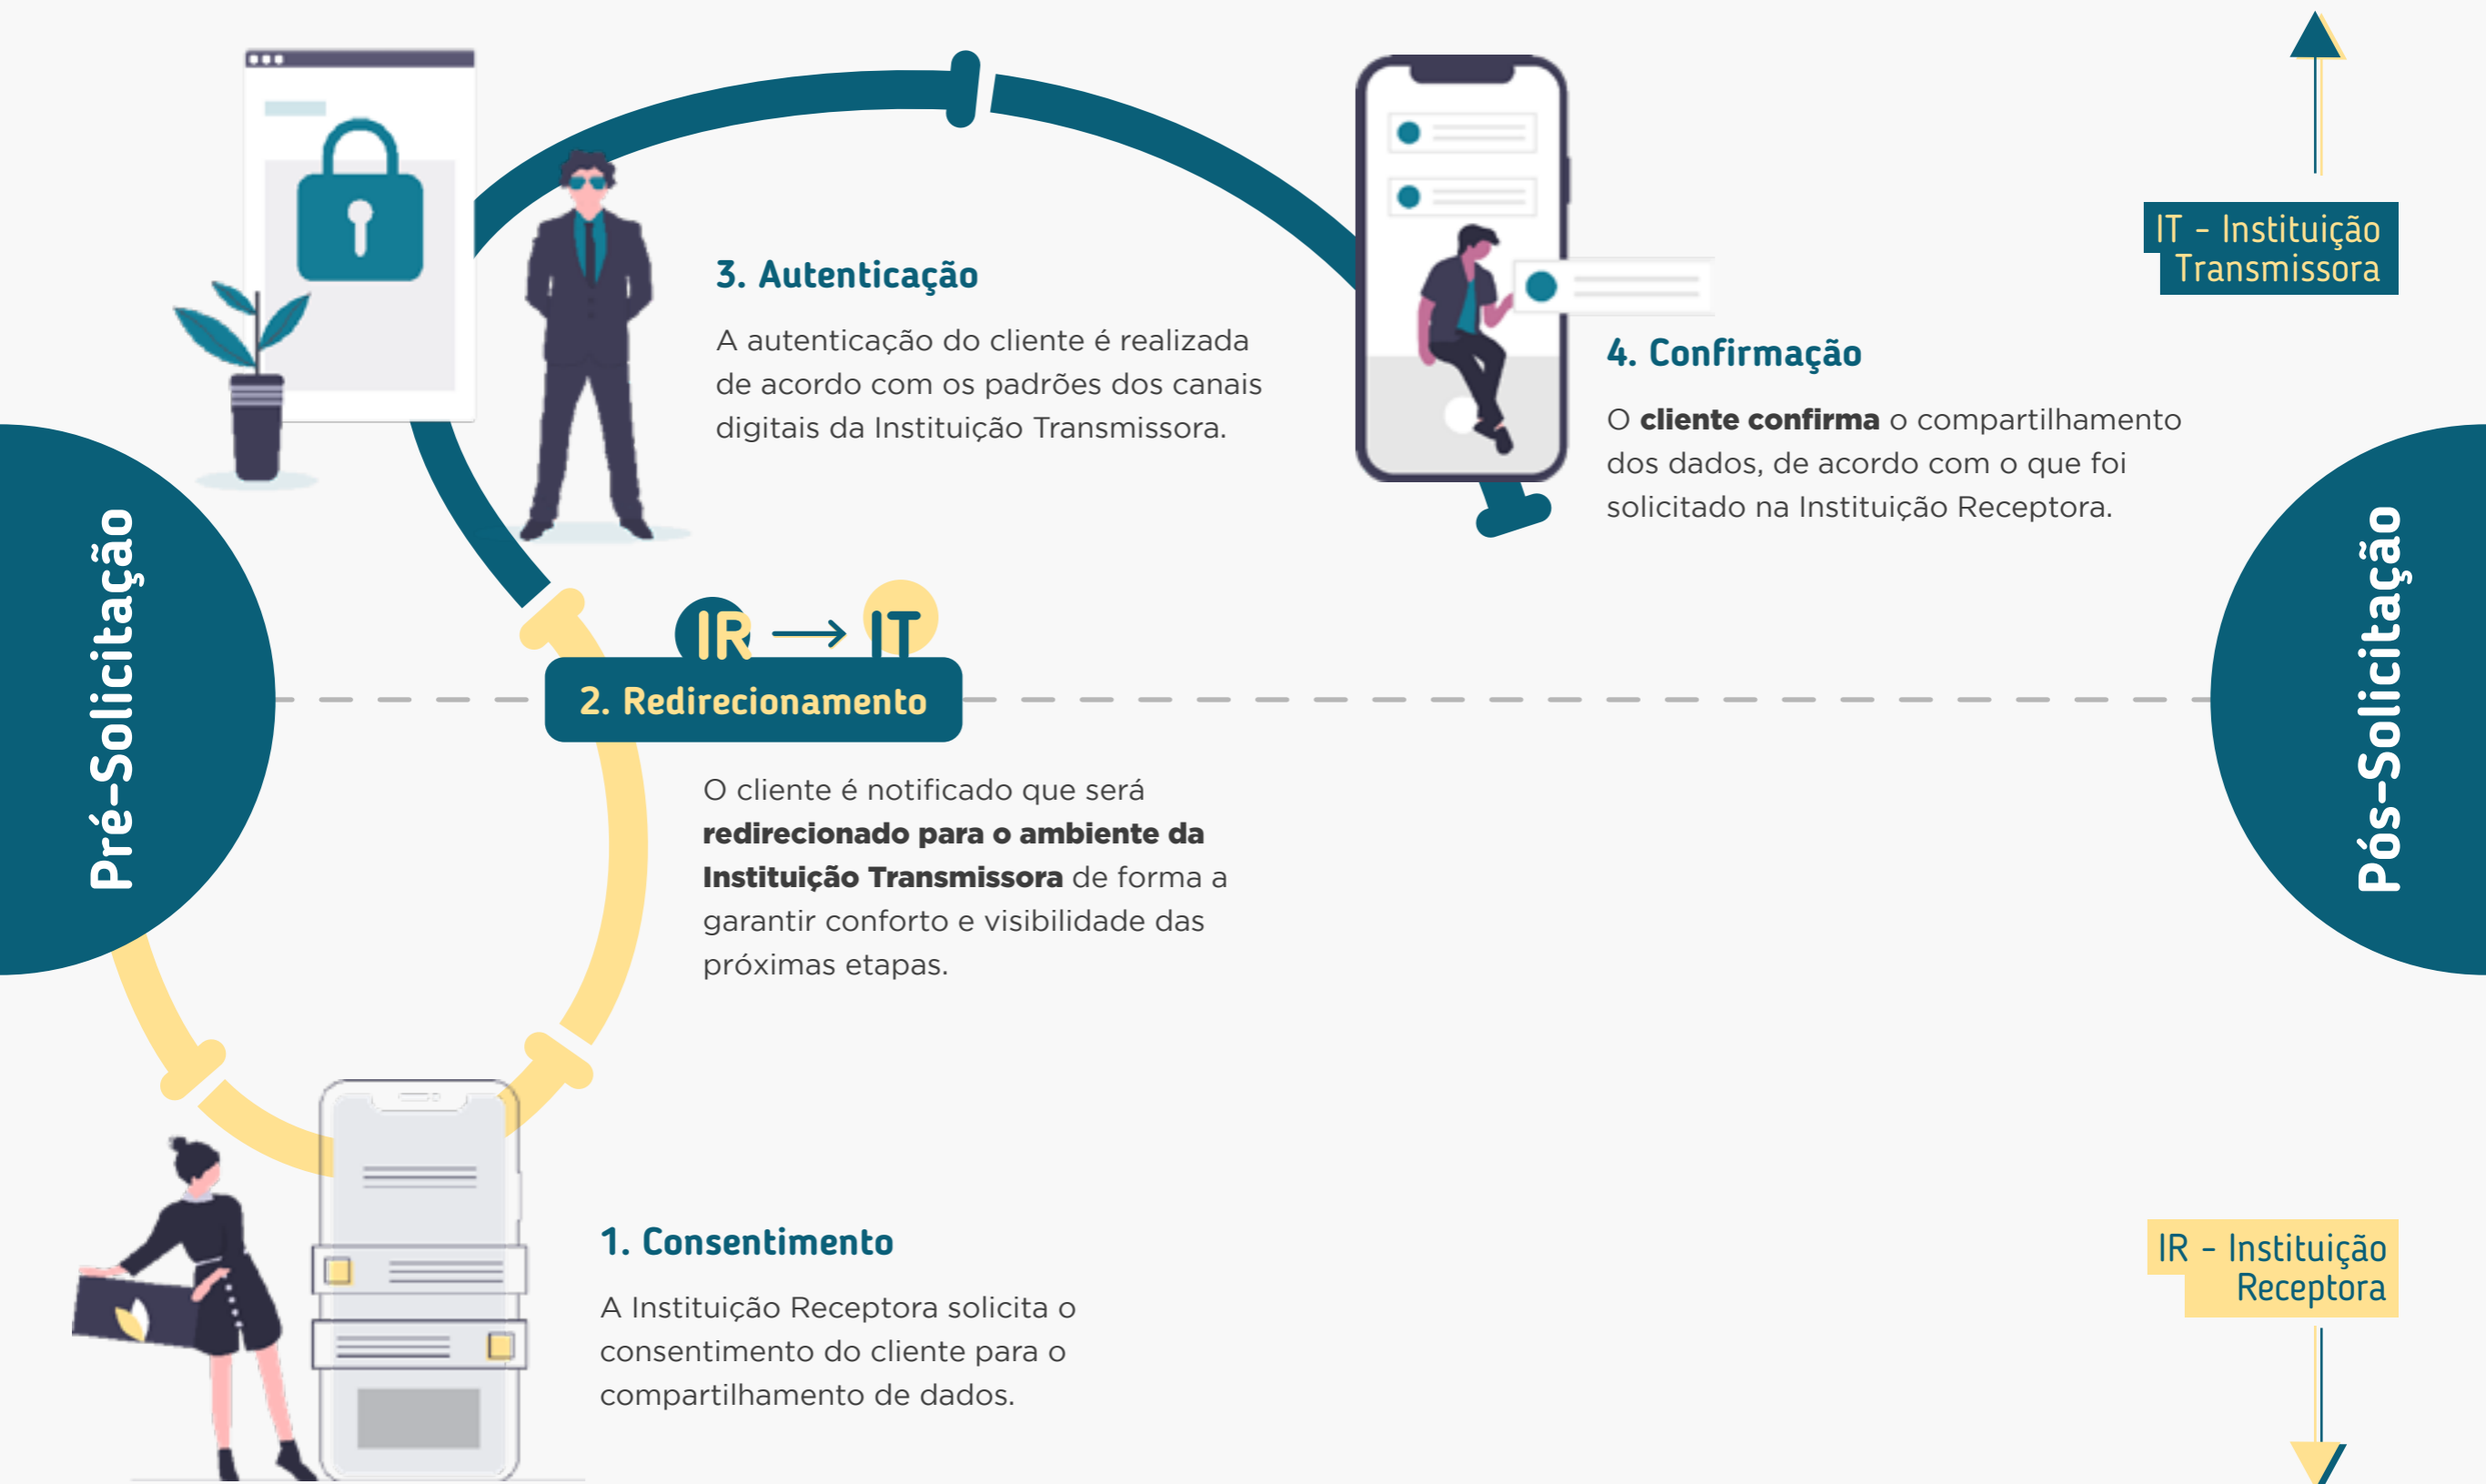 3. Autenticação
A autenticação do cliente é realizada
de acordo com os padrões dos canais
digitais da Instituição Transmissora.
4. Confirmação
O cliente confirma o compartilhamento
dos dados, de acordo com o que foi
solicitado na Instituição Receptora.
IT - Instituição
Transmissora
Pré-Solicitação
IR → IT
2. Redirecionamento
O cliente é notificado que será
redirecionado para o ambiente da
Instituição Transmissora de forma a
garantir conforto e visibilidade das
próximas etapas.
Pós-Solicitação
1. Consentimento
A Instituição Receptora solicita o
consentimento do cliente para o
compartilhamento de dados.
IR - Instituição
Receptora